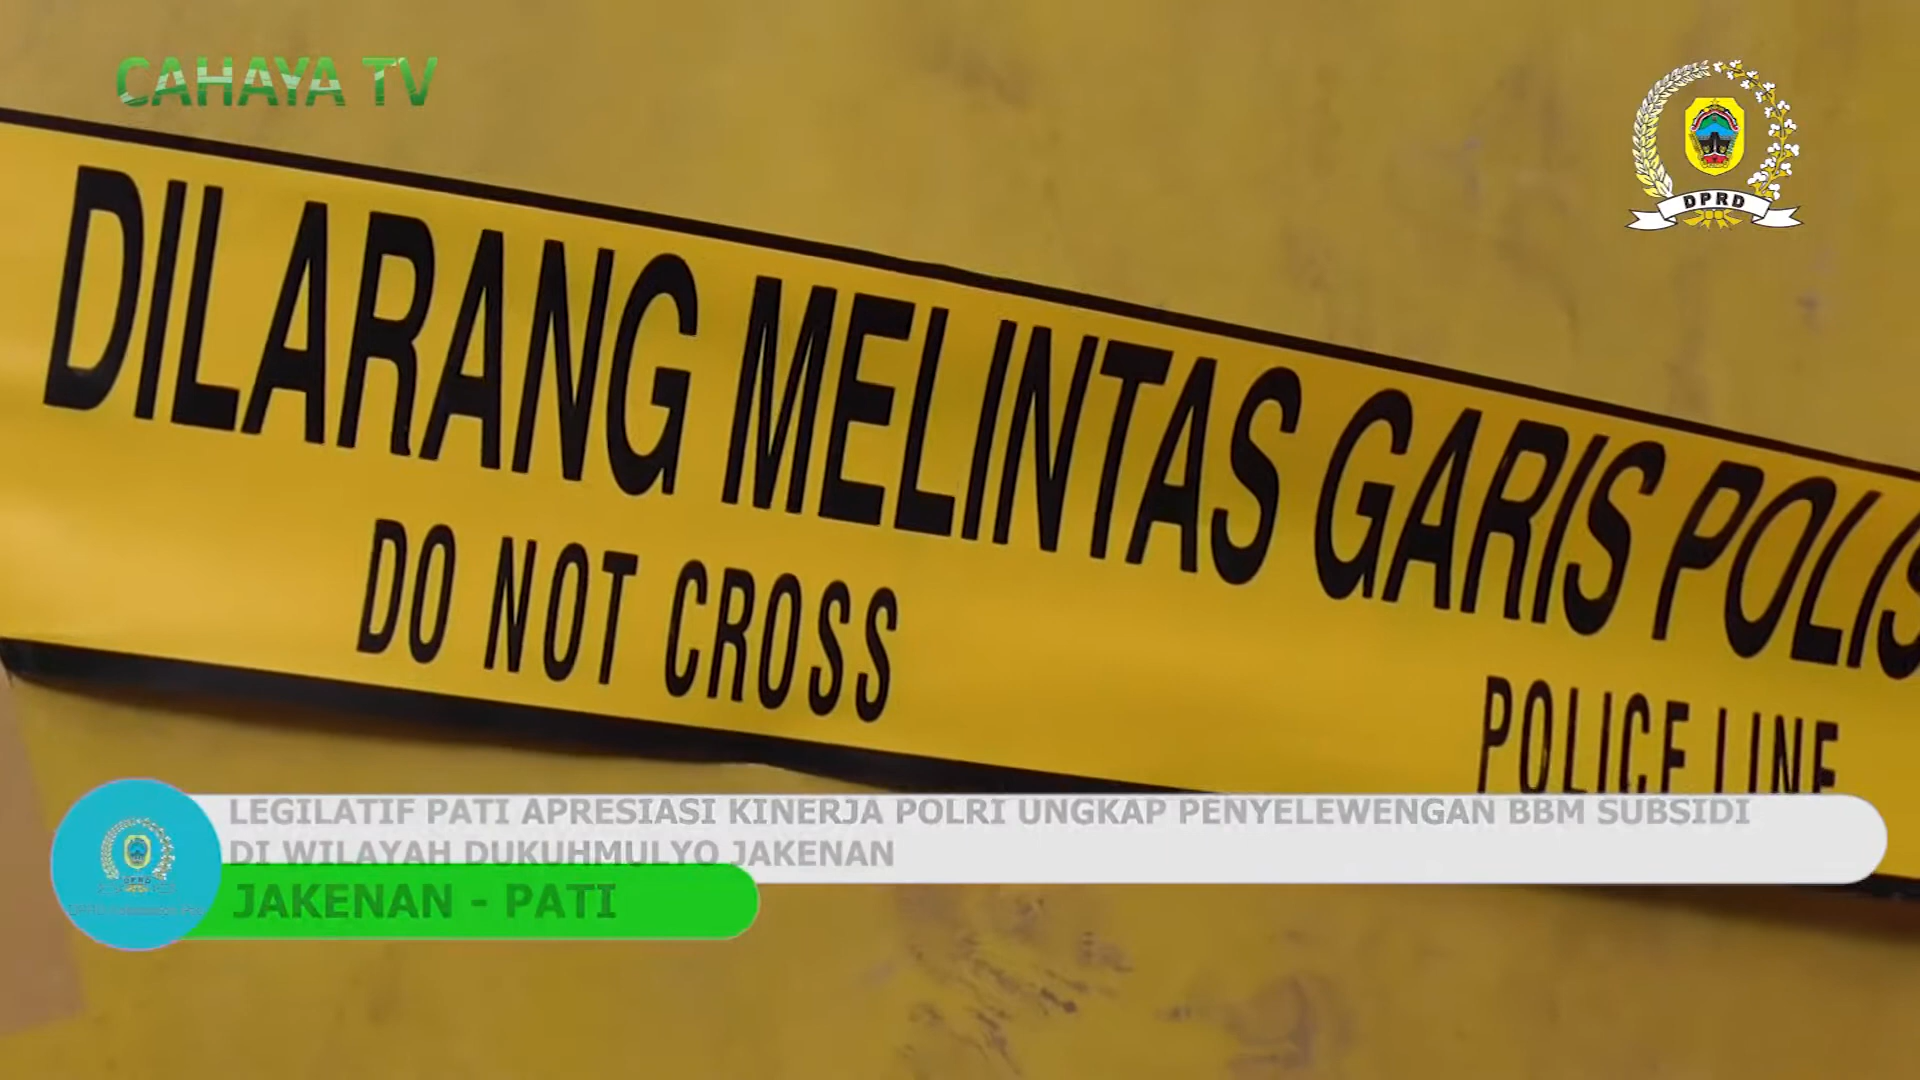 CAHAYA TV
DPRD
DILARANG MELINTAS GARIS POLIS
DO NOT CROSS
POLICE LINE
LEGILATIF PATI APRESIASI KINERJA POLRI UNGKAP PENYELEWENGAN BBM SUBSIDI
DI WILAYAH DUKUHMULYO JAKENAN
JAKENAN - PATI
DPRD